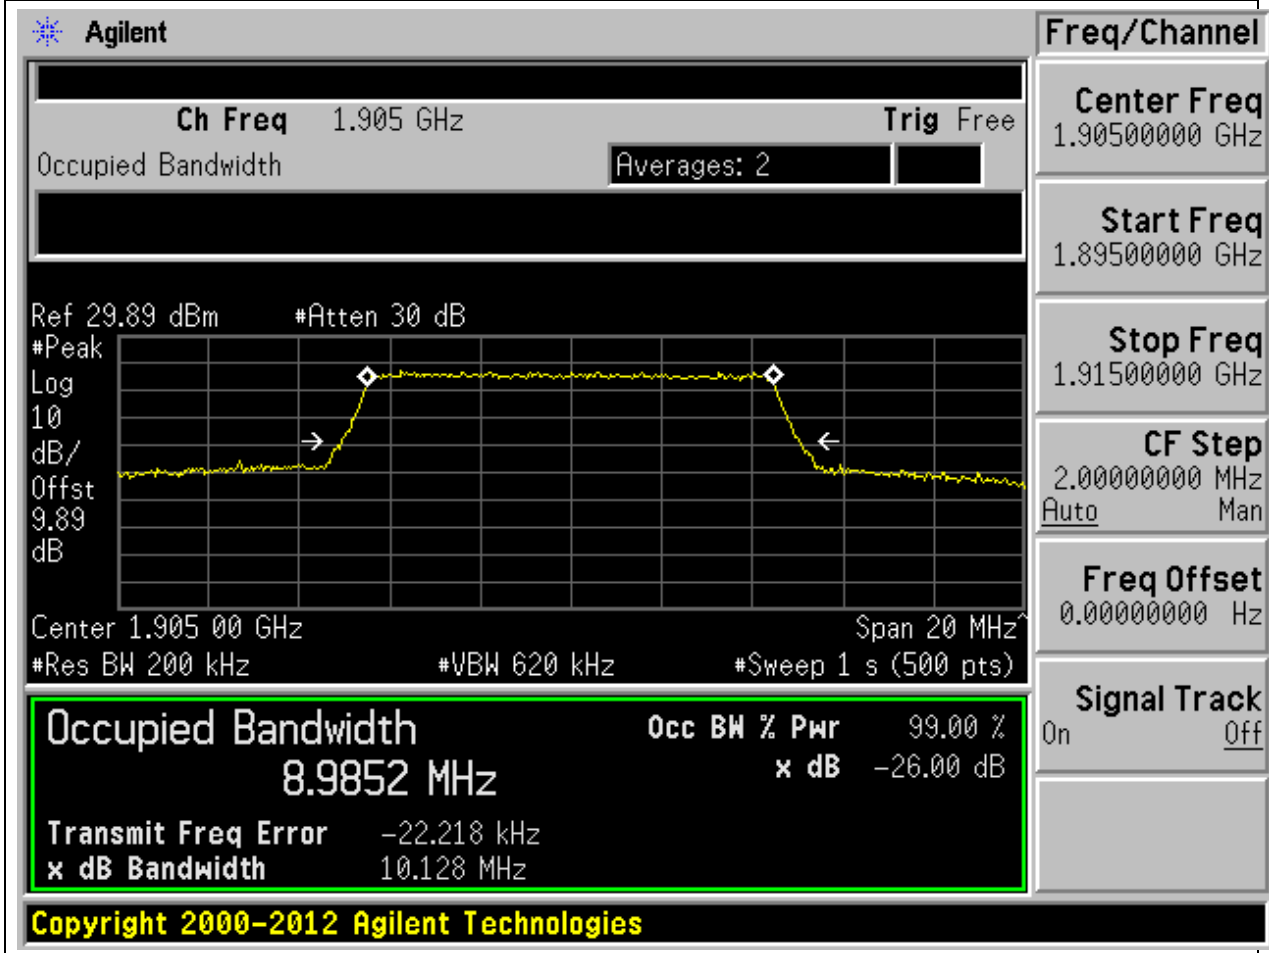 Agilent
Freq/Channel
Ch Freq 1.905 GHz Trig Free
Occupied Bandwidth Averages: 2
Center Freq
1.90500000 GHz
Start Freq
1.89500000 GHz
Stop Freq
1.91500000 GHz
CF Step
2.00000000 MHz
Auto Man
Freq Offset
0.00000000 Hz
Signal Track
On Off
Ref 29.89 dBm #Atten 30 dB
#Peak
Log
10
dB/
Offst
9.89
dB
Center 1.905 00 GHz Span 20 MHz^
#Res BW 200 kHz #VBW 620 kHz #Sweep 1 s (500 pts)
Occupied Bandwidth Occ BW % Pwr 99.00 %
8.9852 MHz x dB -26.00 dB
Transmit Freq Error -22.218 kHz
x dB Bandwidth 10.128 MHz
Copyright 2000-2012 Agilent Technologies